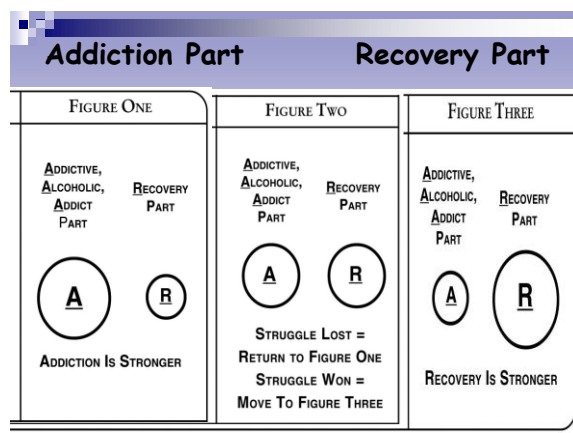 Addiction Part Recovery Part
FIGURE ONE
ADDICTIVE,
ALCOHOLIC,
ADDICT
PART
RECOVERY
PART
A
R
ADDICTION IS STRONGER
FIGURE TWO
ADDICTIVE,
ALCOHOLIC,
ADDICT
PART
RECOVERY
PART
A
R
STRUGGLE LOST =
RETURN TO FIGURE ONE
STRUGGLE WON =
MOVE TO FIGURE THREE
FIGURE THREE
ADDICTIVE,
ALCOHOLIC,
ADDICT
PART
RECOVERY
PART
A
R
RECOVERY IS STRONGER